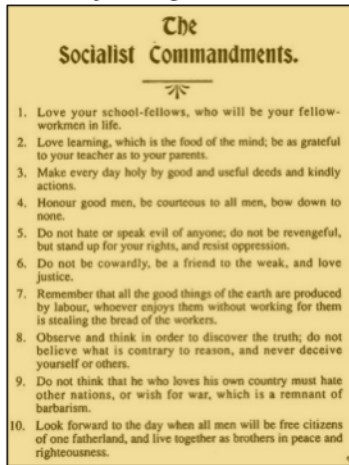 The
Socialist Commandments.
1. Love your school-fellows, who will be your fellow-
workmen in life.
2. Love learning, which is the food of the mind; be as grateful
to your teacher as to your parents.
3. Make every day holy by good and useful deeds and kindly
actions.
4. Honour good men, be courteous to all men, bow down to
none.
5. Do not hate or speak evil of anyone; do not be revengeful,
but stand up for your rights, and resist oppression.
6. Do not be cowardly, be a friend to the weak, and love
justice.
7. Remember that all the good things of the earth are produced
by labour, whoever enjoys them without working for them
is stealing the bread of the workers.
8. Observe and think in order to discover the truth; do not
believe what is contrary to reason, and never deceive
yourself or others.
9. Do not think that he who loves his own country must hate
other nations, or wish for war, which is a remnant of
barbarism.
10. Look forward to the day when all men will be free citizens
of one fatherland, and live together as brothers in peace and
righteousness.